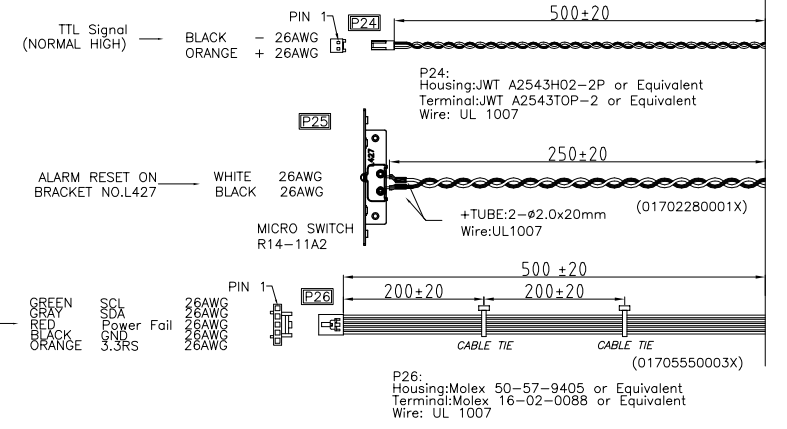 TTL Signal
(NORMAL HIGH)
BLACK - 26AWG
ORANGE + 26AWG
PIN 1
P24
500±20
P24:
Housing:JWT A2543H02-2P or Equivalent
Terminal:JWT A2543TOP-2 or Equivalent
Wire: UL 1007
P25
L427
250±20
ALARM RESET ON
BRACKET NO.L427
WHITE 26AWG
BLACK 26AWG
MICRO SWITCH
R14-11A2
+TUBE:2-ø2.0x20mm
Wire:UL1007
(01702280001X)
PIN 1
P26
500 ±20
200±20
200±20
GREEN SCL 26AWG
GRAY SDA 26AWG
RED Power Fail 26AWG
BLACK GND 26AWG
ORANGE 3.3RS 26AWG
CABLE TIE
CABLE TIE
(01705550003X)
P26:
Housing:Molex 50-57-9405 or Equivalent
Terminal:Molex 16-02-0088 or Equivalent
Wire: UL 1007